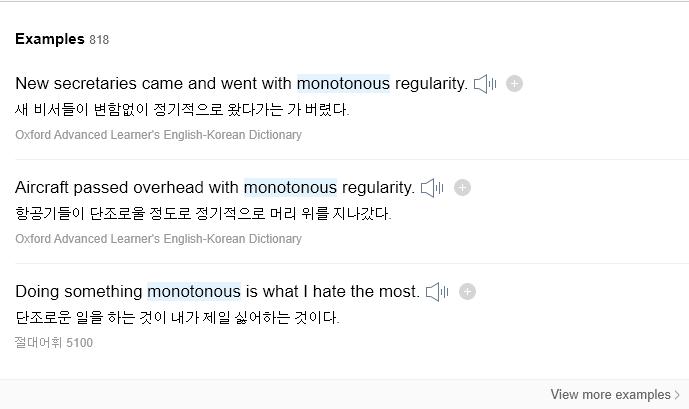 Examples 818
New secretaries came and went with monotonous regularity.
새 비서들이 변함없이 정기적으로 왔다가는 가 버렸다.
Oxford Advanced Learner's English-Korean Dictionary
Aircraft passed overhead with monotonous regularity.
항공기들이 단조로울 정도로 정기적으로 머리 위를 지나갔다.
Oxford Advanced Learner's English-Korean Dictionary
Doing something monotonous is what I hate the most.
단조로운 일을 하는 것이 내가 제일 싫어하는 것이다.
절대어휘 5100
View more examples